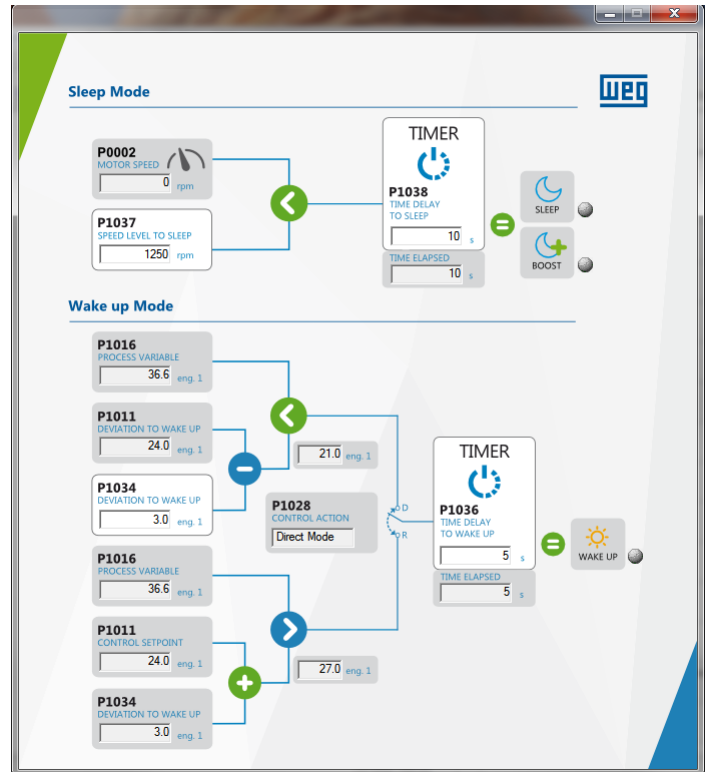 weg
Sleep Mode
P0002
MOTOR SPEED
0 rpm
P1037
SPEED LEVEL TO SLEEP
1250 rpm
TIMER
P1038
TIME DELAY
TO SLEEP
10 s
TIME ELAPSED
10 s
SLEEP
BOOST
Wake up Mode
P1016
PROCESS VARIABLE
36.6 eng. 1
P1011
DEVIATION TO WAKE UP
24.0 eng. 1
P1034
DEVIATION TO WAKE UP
3.0 eng. 1
21.0 eng. 1
P1028
CONTROL ACTION
Direct Mode
D
R
TIMER
P1036
TIME DELAY
TO WAKE UP
5 s
TIME ELAPSED
5 s
WAKE UP
P1016
PROCESS VARIABLE
36.6 eng. 1
P1011
CONTROL SETPOINT
24.0 eng. 1
P1034
DEVIATION TO WAKE UP
3.0 eng. 1
27.0 eng. 1